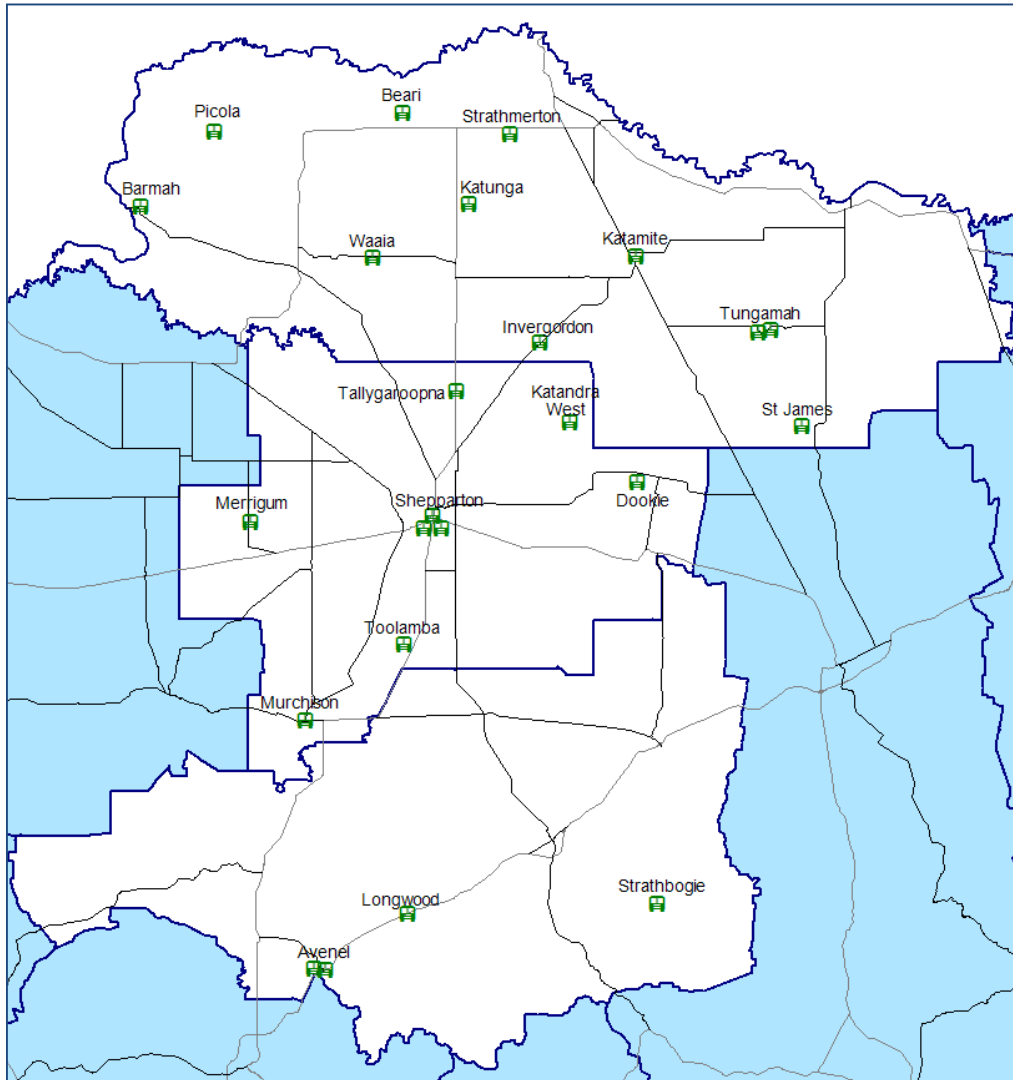 Beari
Picola
Strathmerton
Barmah
Katunga
Waaia
Katamite
Tungamah
Invergordon
Tallygaroopna
Katandra
West
St James
Shepparton
Dookie
Merrigum
Toolamba
Murchison
Strathbogie
Longwood
Avenel